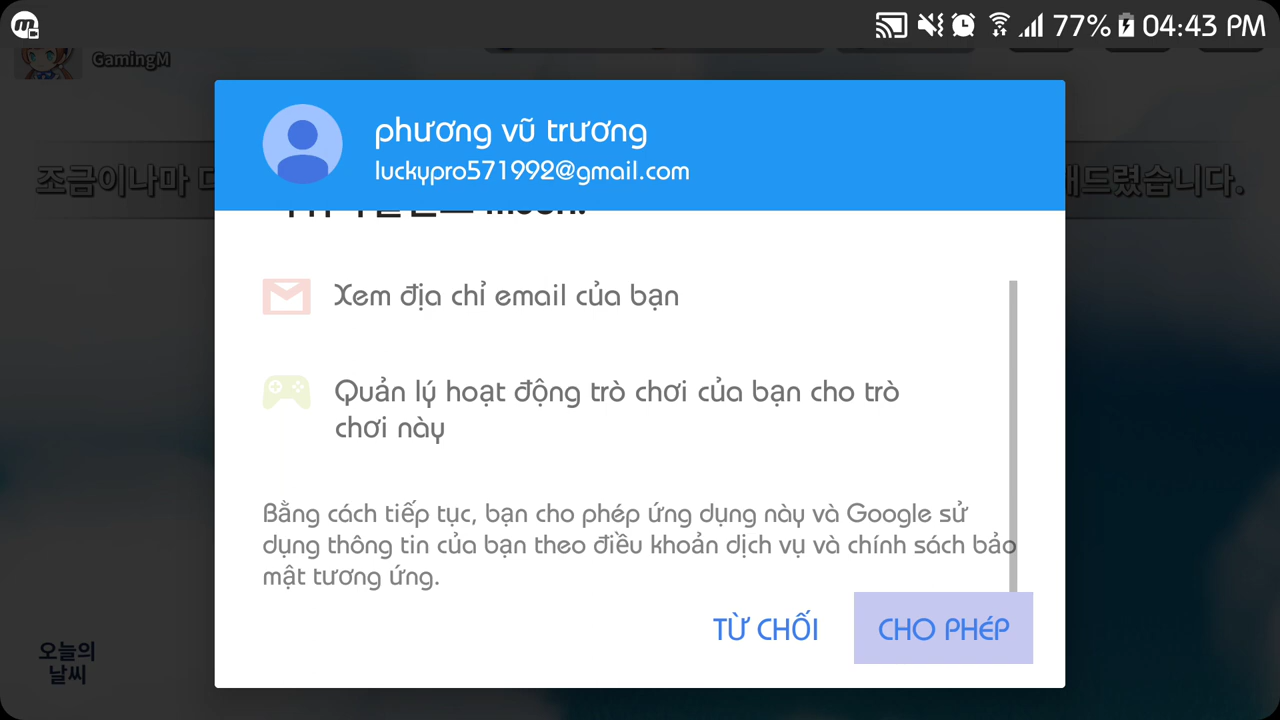 77% 04:43 PM
GamingM
조금이나마
해드렸습니다.
phương vũ trương
luckypro571992@gmail.com
moon.
Xem địa chỉ email của bạn
Quản lý hoạt động trò chơi của bạn cho trò
chơi này
Bằng cách tiếp tục, bạn cho phép ứng dụng này và Google sử
dụng thông tin của bạn theo điều khoản dịch vụ và chính sách bảo
mật tương ứng.
TỪ CHỐI CHO PHÉP
오늘의
날씨